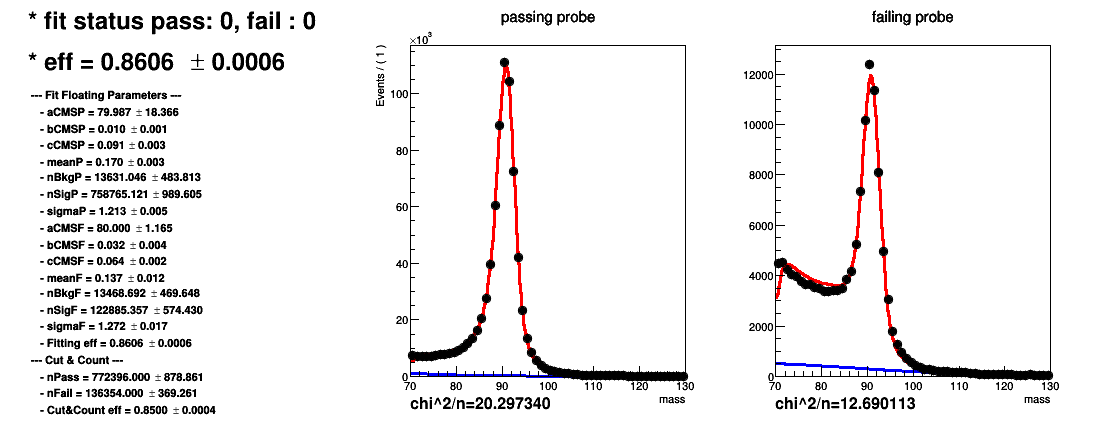 * fit status pass: 0, fail : 0
* eff = 0.8606 ± 0.0006
--- Fit Floating Parameters ---
- aCMSP = 79.987 ± 18.366
- bCMSP = 0.010 ± 0.001
- cCMSP = 0.091 ± 0.003
- meanP = 0.170 ± 0.003
- nBkgP = 13631.046 ± 483.813
- nSigP = 758765.121 ± 989.605
- sigmaP = 1.213 ± 0.005
- aCMSF = 80.000 ± 1.165
- bCMSF = 0.032 ± 0.004
- cCMSF = 0.064 ± 0.002
- meanF = 0.137 ± 0.012
- nBkgF = 13468.692 ± 469.648
- nSigF = 122885.357 ± 574.430
- sigmaF = 1.272 ± 0.017
- Fitting eff = 0.8606 ± 0.0006
--- Cut & Count ---
- nPass = 772396.000 ± 878.861
- nFail = 136354.000 ± 369.261
- Cut&Count eff = 0.8500 ± 0.0004
passing probe
×10³
Events / ( 1 )
100
80
60
40
20
0
70 80 90 100 110 120 130
mass
chi^2/n=20.297340
failing probe
12000
10000
8000
6000
4000
2000
0
70 80 90 100 110 120 130
mass
chi^2/n=12.690113